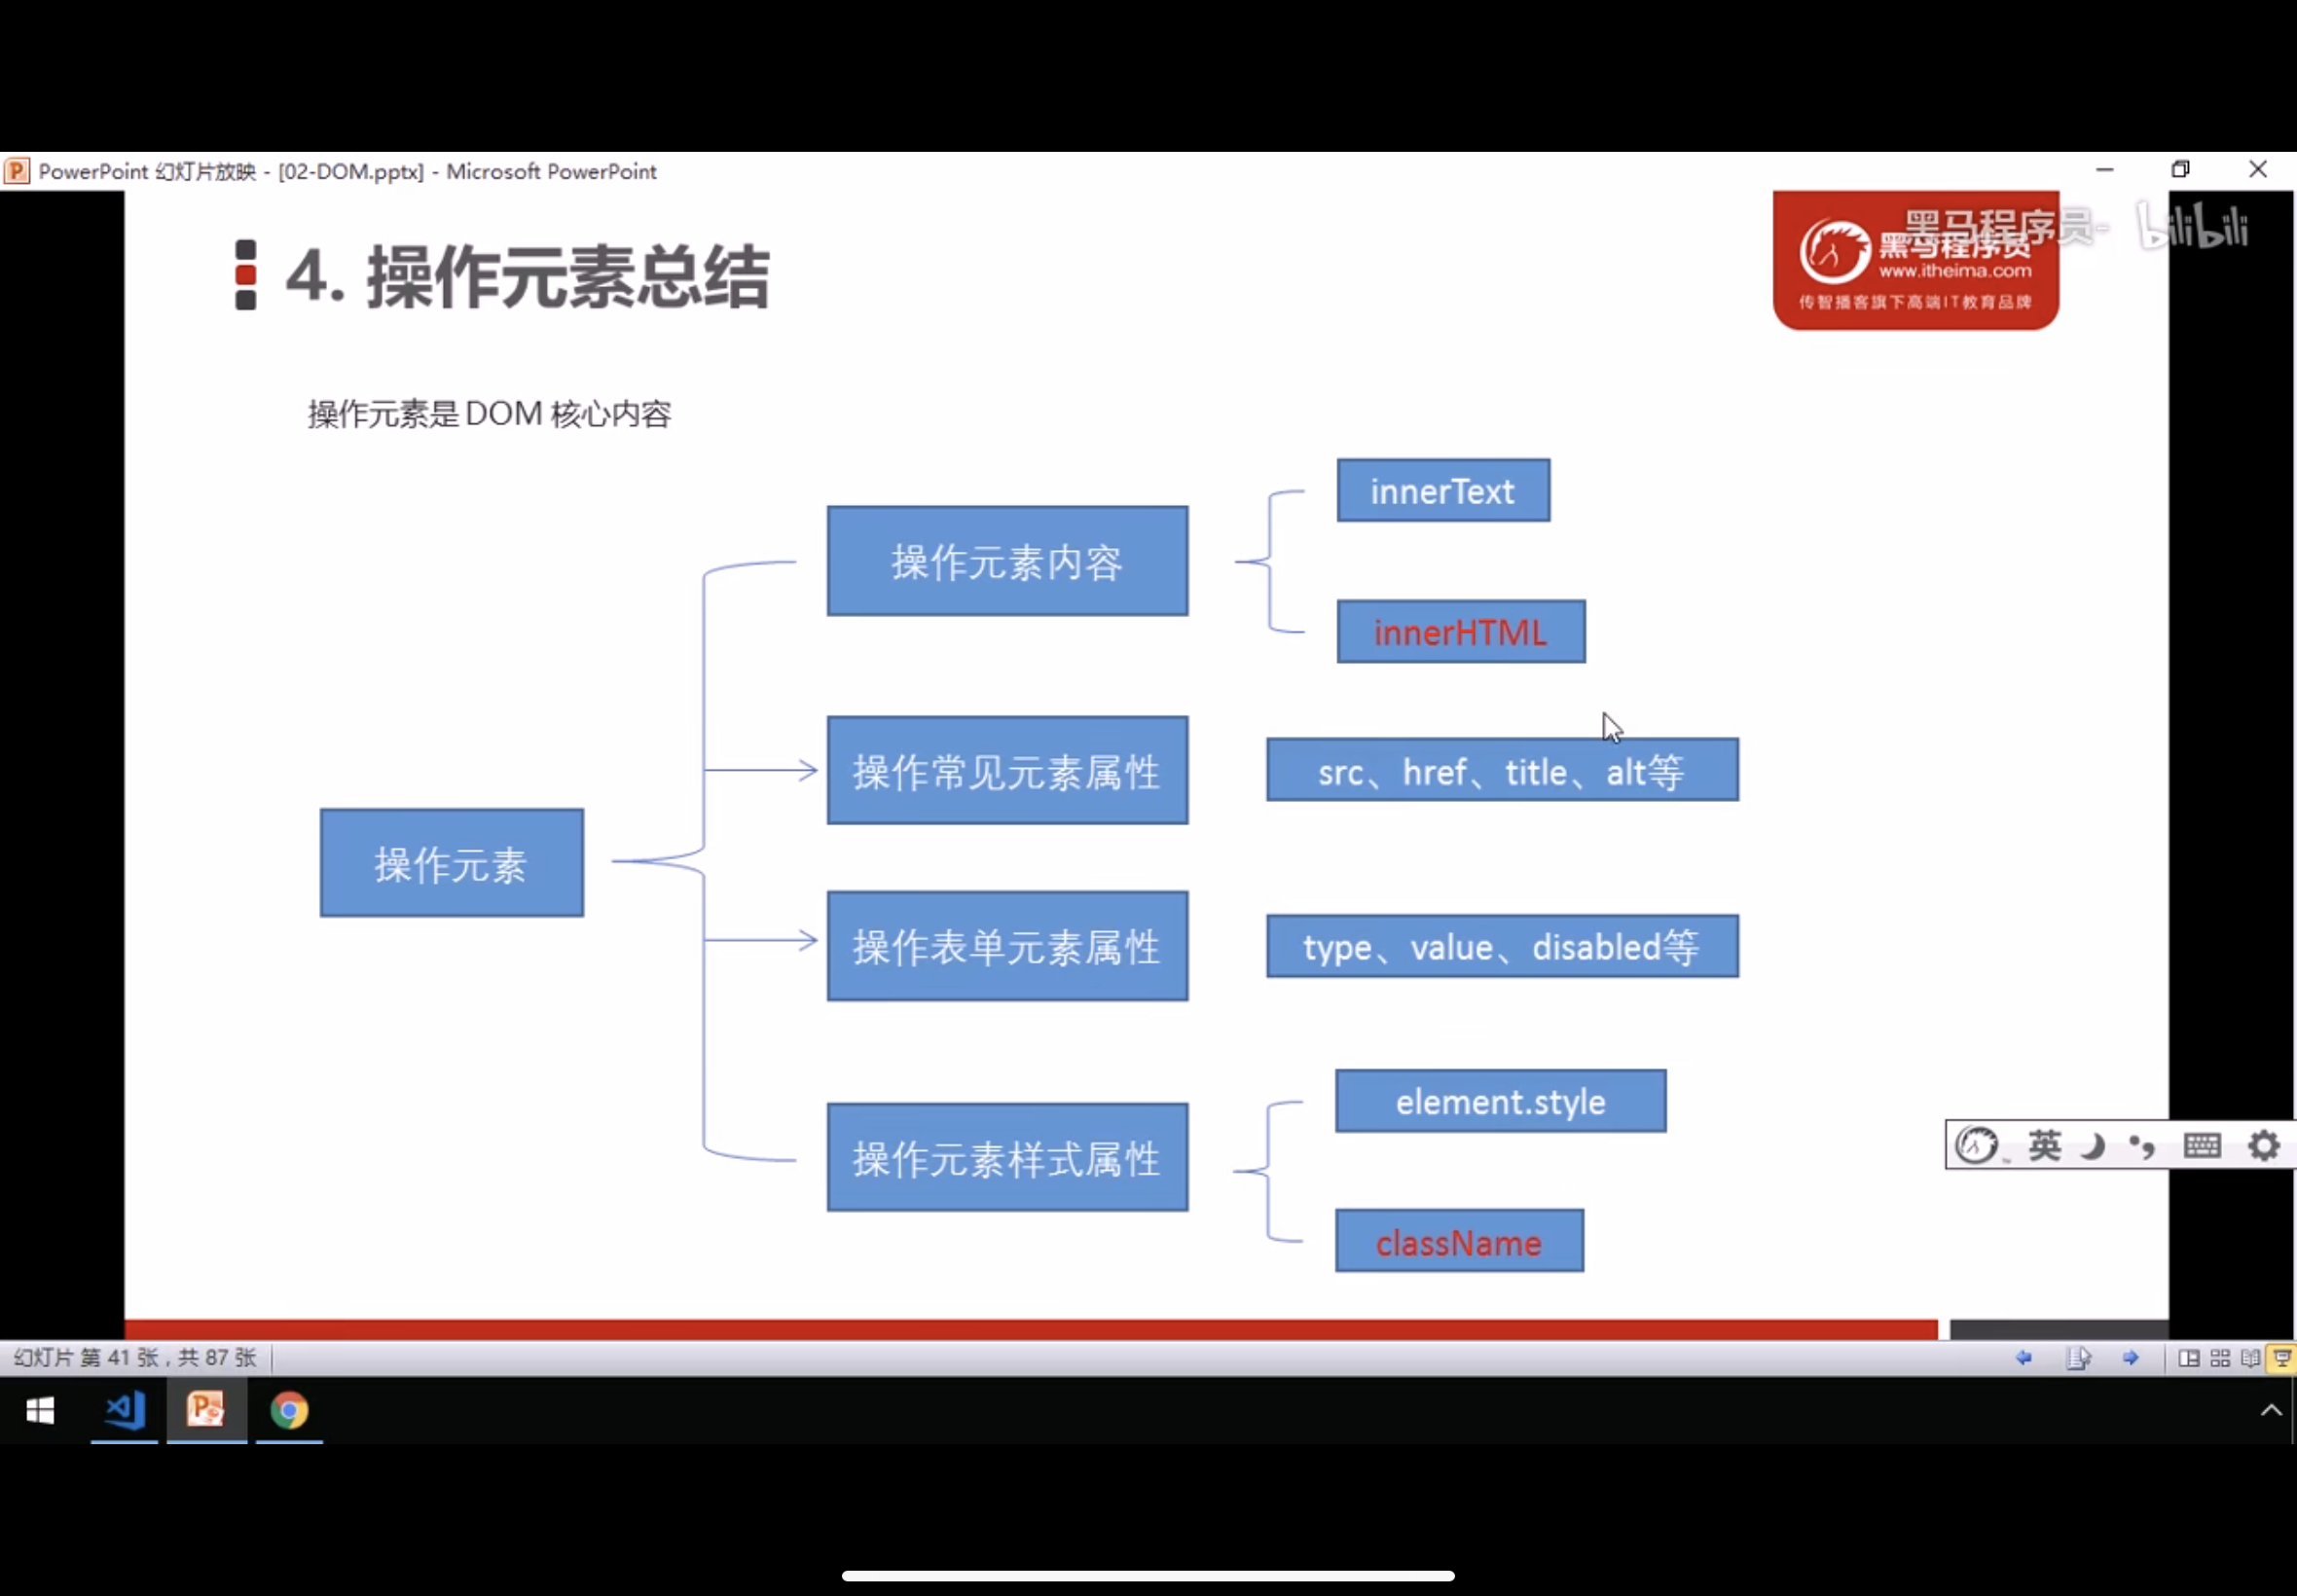 PowerPoint 幻灯片放映 - [02-DOM.pptx] - Microsoft PowerPoint
黑马程序员- bilibili
4. 操作元素总结
黑马程序员
www.itheima.com
传智播客旗下高端IT教育品牌
操作元素是DOM 核心内容
innerText
操作元素内容
innerHTML
操作常见元素属性
src、href、title、alt等
操作元素
操作表单元素属性
type、value、disabled等
element.style
英
操作元素样式属性
className
幻灯片 第 41 张，共 87 张